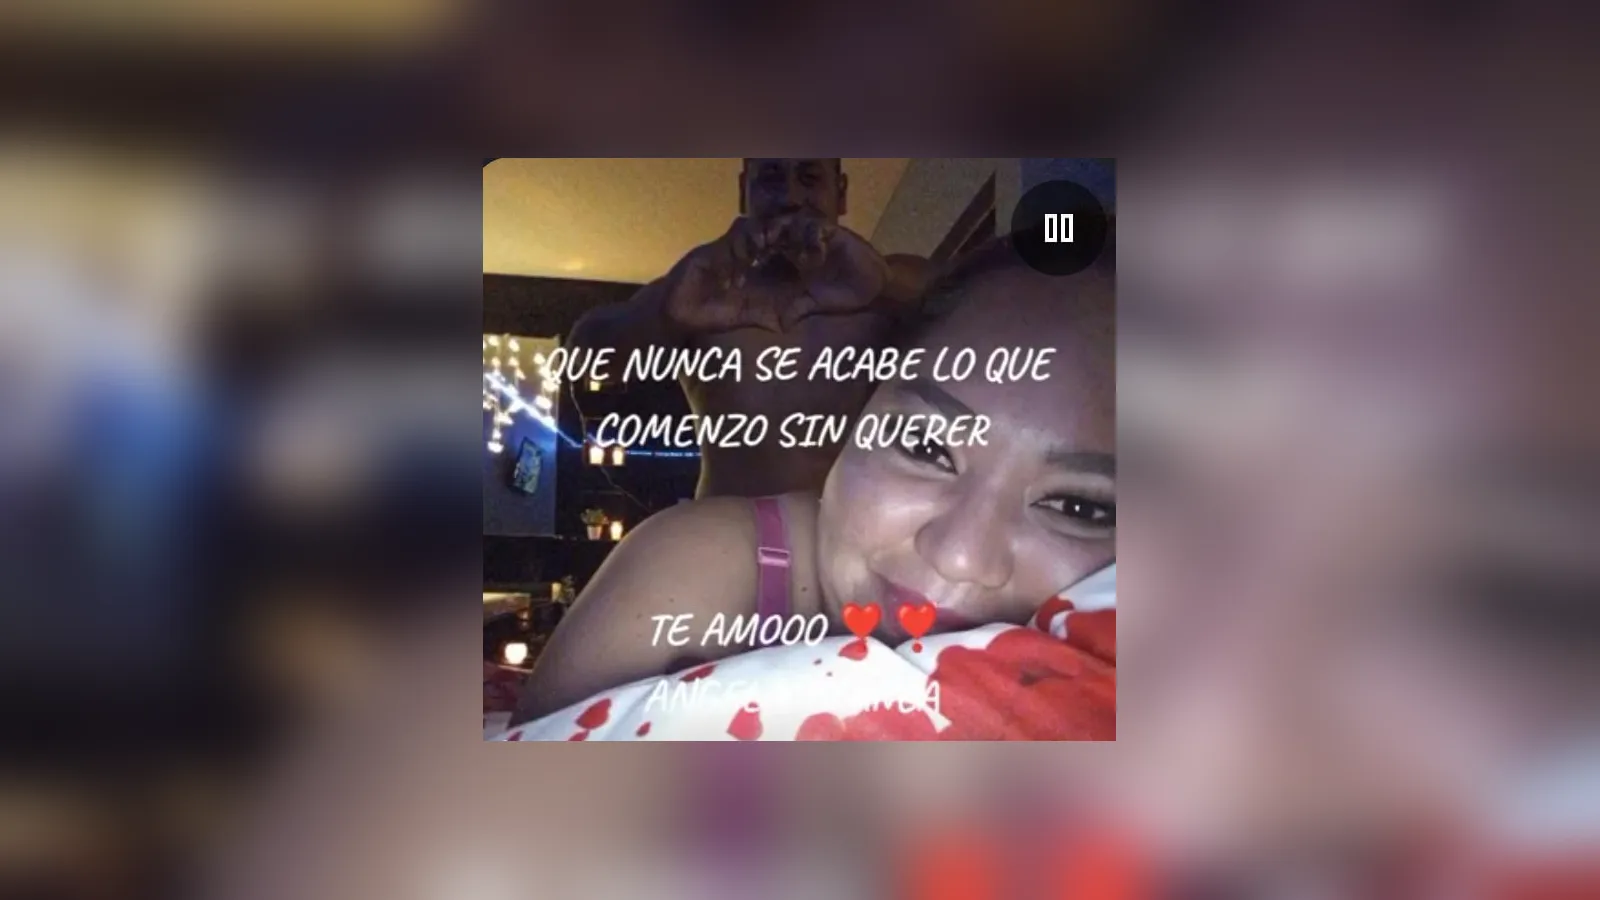 QUE NUNCA SE ACABE LO QUE
COMENZO SIN QUERER
TE AMOOO ❣️❣️